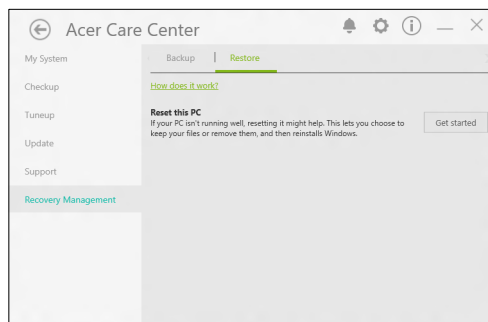 Acer Care Center
My System
Checkup
Tuneup
Update
Support
Recovery Management
Backup | Restore
How does it work?
Reset this PC
If your PC isn't running well, resetting it might help. This lets you choose to
keep your files or remove them, and then reinstalls Windows.
Get started